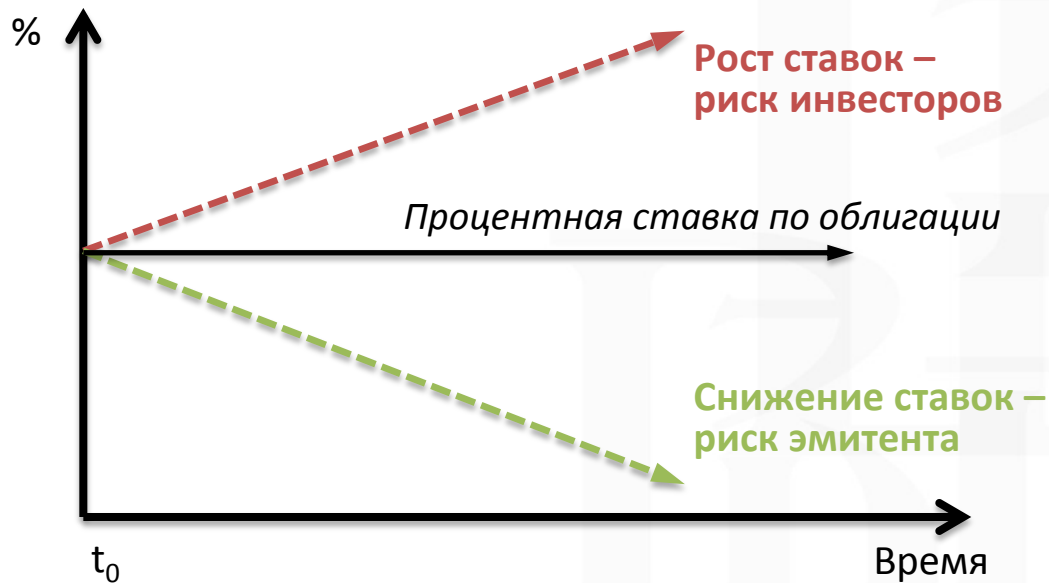 %
Рост ставок –
риск инвесторов
Процентная ставка по облигации
Снижение ставок –
риск эмитента
t₀
Время